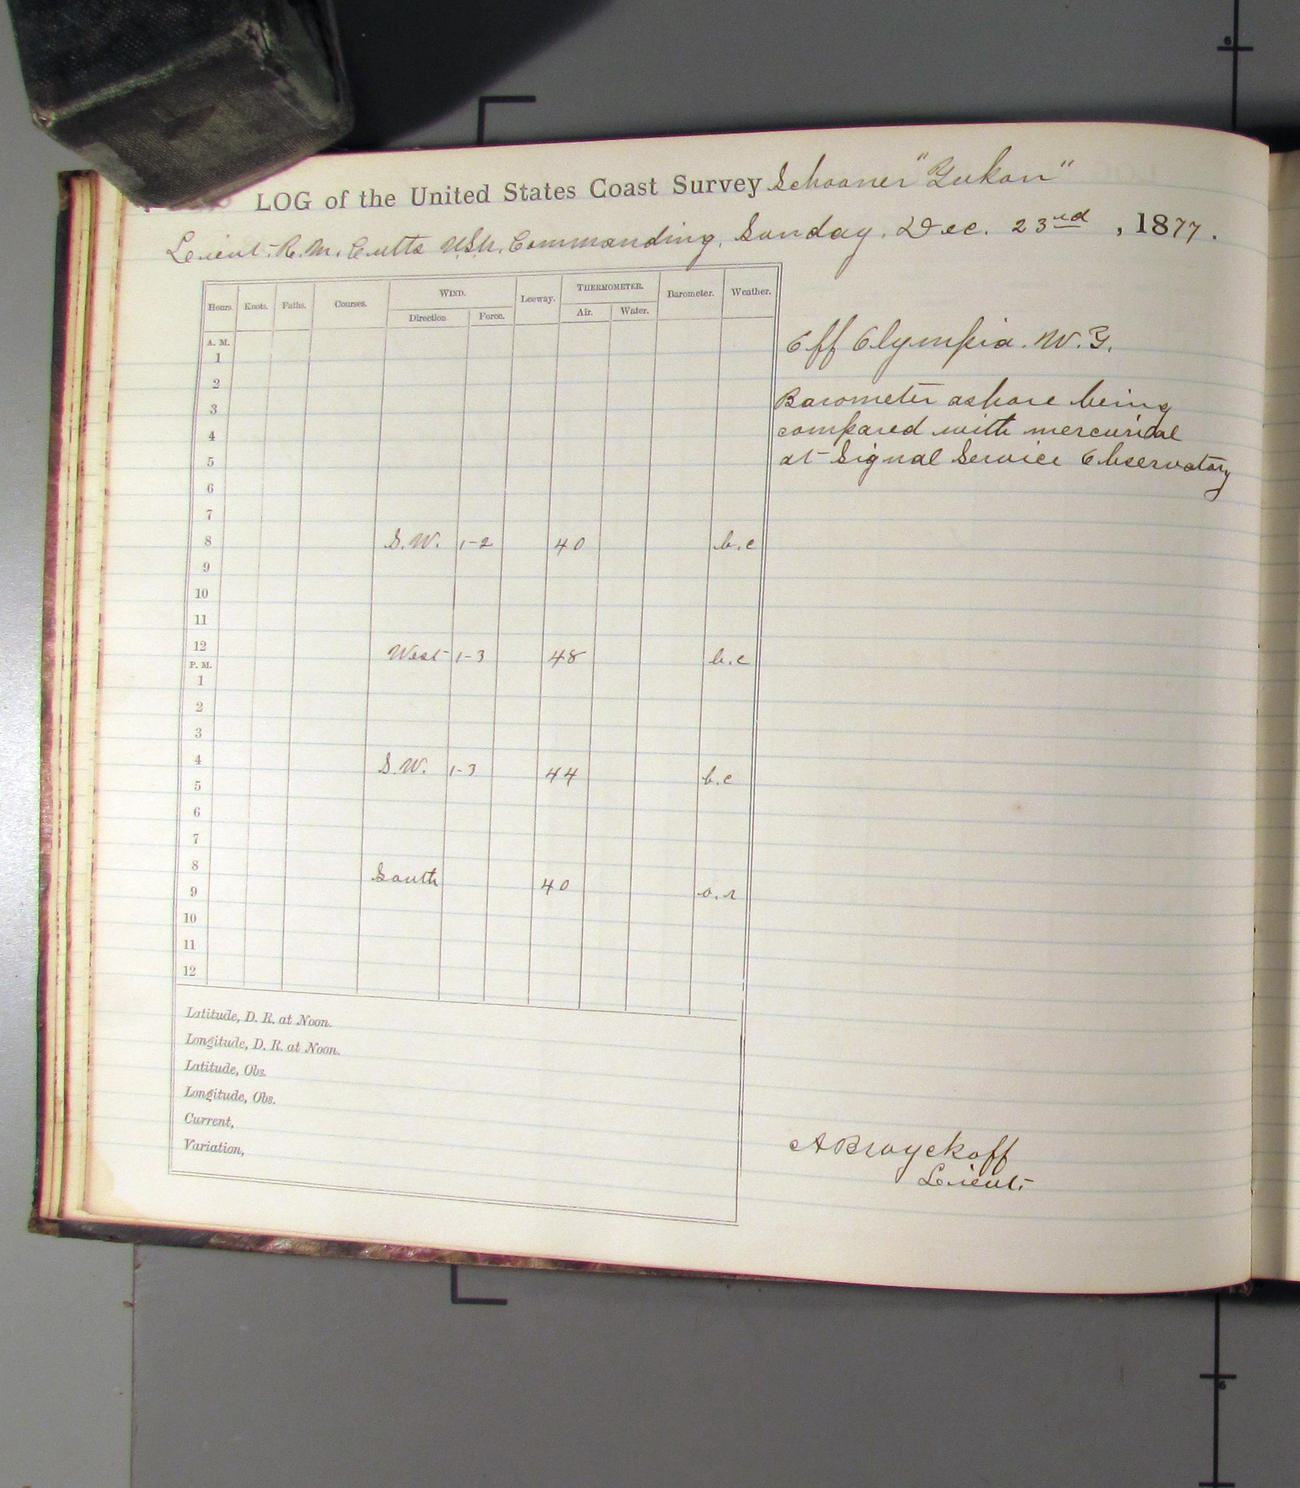 LOG of the United States Coast Survey Schooner "Yukon"
Lieut. R. M. Cutts U.S.N. Commanding, Sunday, Dec. 23rd, 1877.
Hours. Knots. Faths. Courses. WIND. Leeway. THERMOMETER. Barometer. Weather.
Direction. Force. Air. Water.
A. M.
1
2
3
4
5
6
7
8 S.W. 1-2 40 b.c
9
10
11
12 West 1-3 48 b.c
P. M.
1
2
3
4 S.W. 1-3 44 b.c
5
6
7
8 South 40 o.r
9
10
11
12
Latitude, D. R. at Noon.
Longitude, D. R. at Noon.
Latitude, Obs.
Longitude, Obs.
Current,
Variation,
Off Olympia. W.T.
Barometer ashore being
compared with mercurial
at Signal Service Observatory
Lieut.
6
6